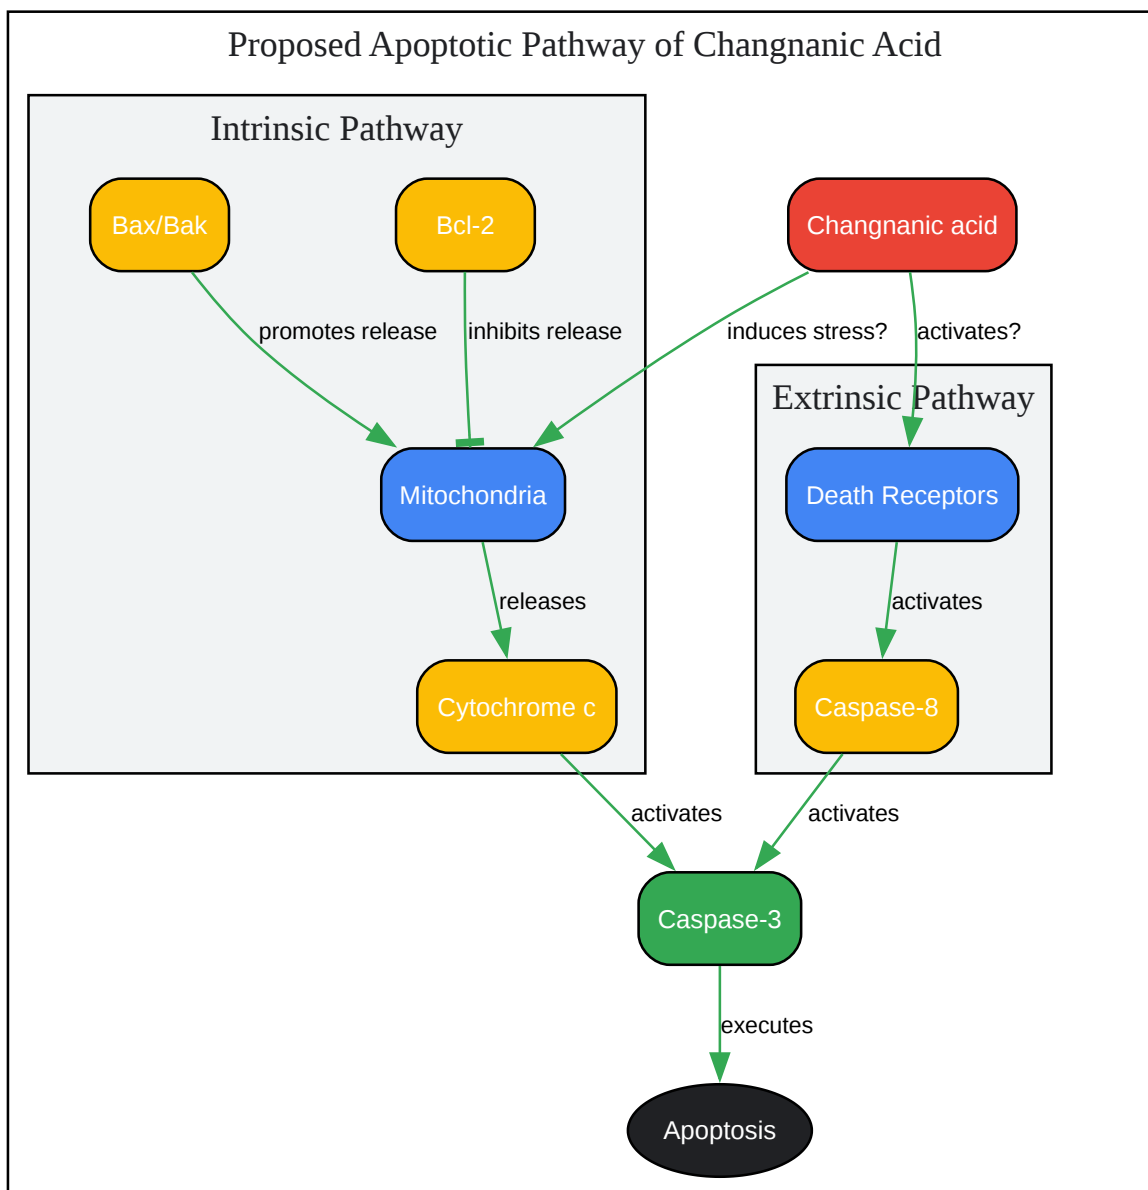 Proposed Apoptotic Pathway of Changnanic Acid
Intrinsic Pathway
Bax/Bak
Bcl-2
Changnanic acid
promotes release
inhibits release
induces stress?
activates?
Extrinsic Pathway
Mitochondria
Death Receptors
releases
activates
Cytochrome c
Caspase-8
activates
activates
Caspase-3
executes
Apoptosis